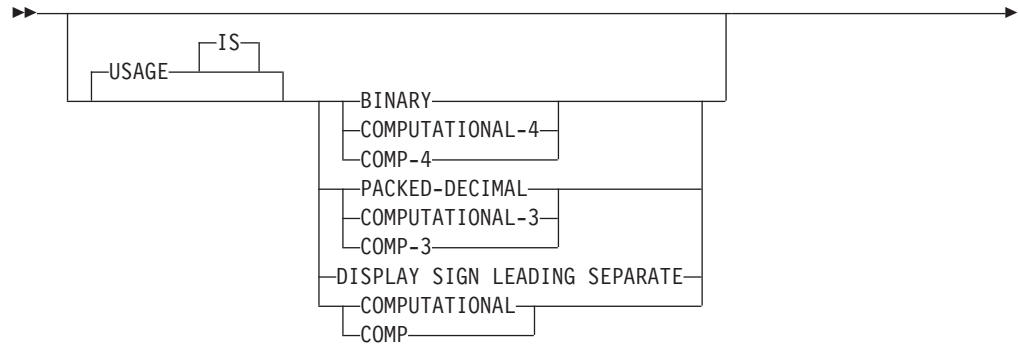 IS
USAGE
BINARY
COMPUTATIONAL-4
COMP-4
PACKED-DECIMAL
COMPUTATIONAL-3
COMP-3
DISPLAY SIGN LEADING SEPARATE
COMPUTATIONAL
COMP